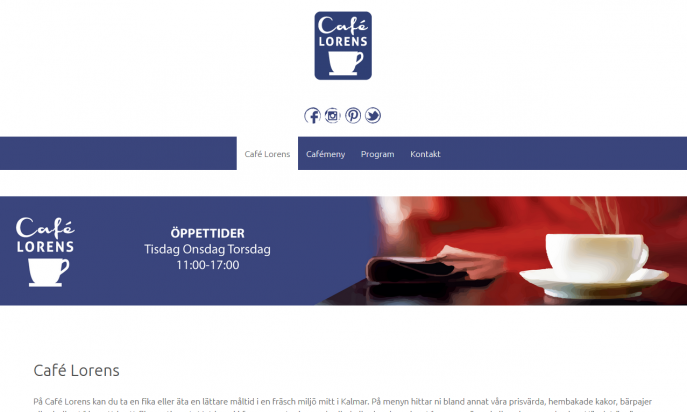 Café
LORENS
Café Lorens Cafémeny Program Kontakt
Café
LORENS
ÖPPETTIDER
Tisdag Onsdag Torsdag
11:00-17:00
Café Lorens
På Café Lorens kan du ta en fika eller äta en lättare måltid i en fräsch miljö mitt i Kalmar. På menyn hittar ni bland annat våra prisvärda, hembakade kakor, bärpajer